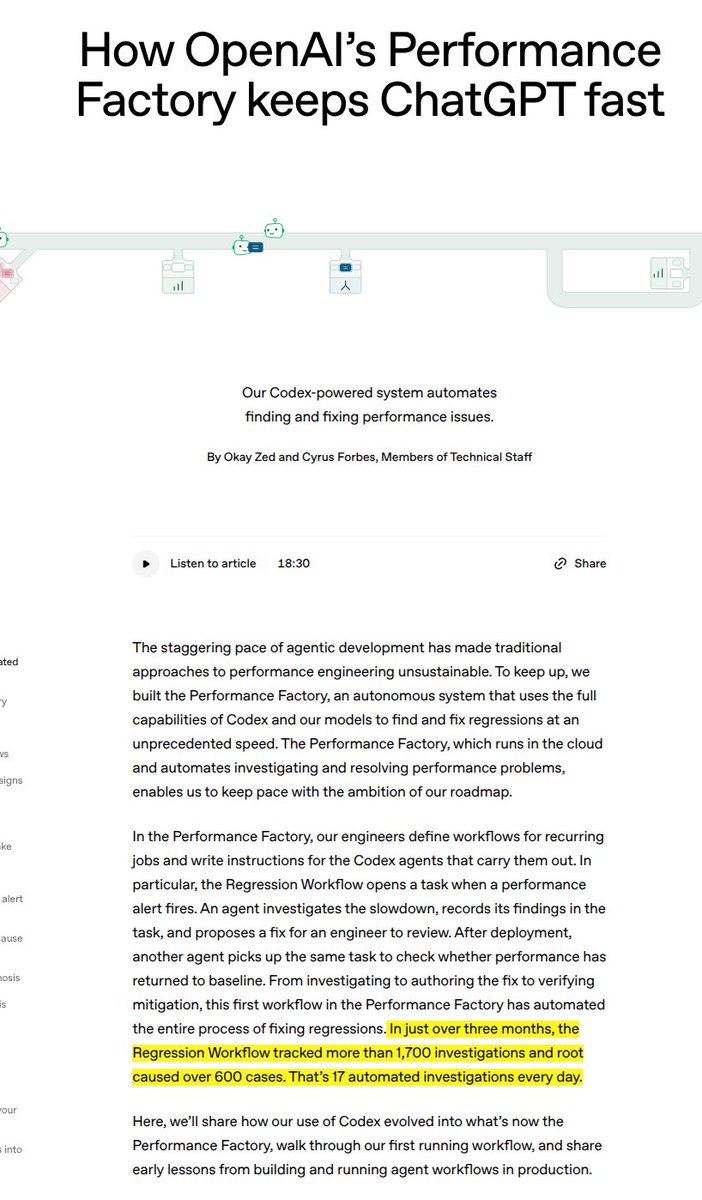 How OpenAI's Performance
Factory keeps ChatGPT fast
Our Codex-powered system automates
finding and fixing performance issues.
By Okay Zed and Cyrus Forbes, Members of Technical Staff
Listen to article 18:30 Share
The staggering pace of agentic development has made traditional
approaches to performance engineering unsustainable. To keep up, we
built the Performance Factory, an autonomous system that uses the full
capabilities of Codex and our models to find and fix regressions at an
unprecedented speed. The Performance Factory, which runs in the cloud
and automates investigating and resolving performance problems,
enables us to keep pace with the ambition of our roadmap.
In the Performance Factory, our engineers define workflows for recurring
jobs and write instructions for the Codex agents that carry them out. In
particular, the Regression Workflow opens a task when a performance
alert fires. An agent investigates the slowdown, records its findings in the
task, and proposes a fix for an engineer to review. After deployment,
another agent picks up the same task to check whether performance has
returned to baseline. From investigating to authoring the fix to verifying
mitigation, this first workflow in the Performance Factory has automated
the entire process of fixing regressions. In just over three months, the
Regression Workflow tracked more than 1,700 investigations and root
caused over 600 cases. That's 17 automated investigations every day.
Here, we'll share how our use of Codex evolved into what's now the
Performance Factory, walk through our first running workflow, and share
early lessons from building and running agent workflows in production.
ated
ry
ws
signs
ke
alert
ause
nosis
is
your
s into